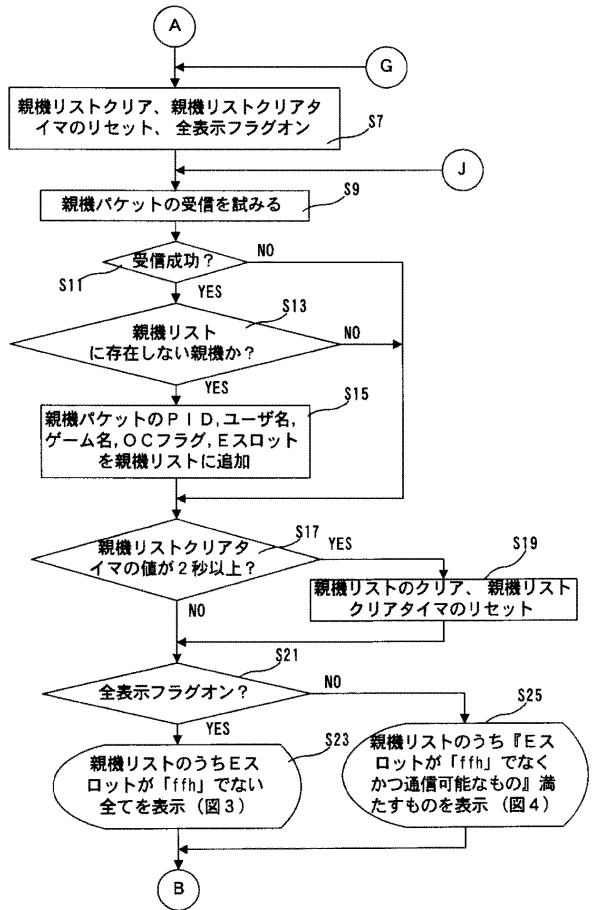 A
G
親機リストクリア、親機リストクリアタ
イマのリセット、全表示フラグオン
S7
J
S9
親機パケットの受信を試みる
受信成功?
NO
S11
YES
S13
親機リスト
に存在しない親機か?
NO
YES
S15
親機パケットのPID,ユーザ名,
ゲーム名,OCフラグ,Eスロット
を親機リストに追加
S17
親機リストクリアタ
イマの値が2秒以上?
YES
S19
親機リストのクリア、親機リスト
クリアタイマのリセット
NO
S21
全表示フラグオン?
NO
YES
S25
S23
親機リストのうちEス
ロットが「ffh」でない
全てを表示(図3)
親機リストのうち『Eス
ロットが「ffh」でなく
かつ通信可能なもの』満
たすものを表示(図4)
B